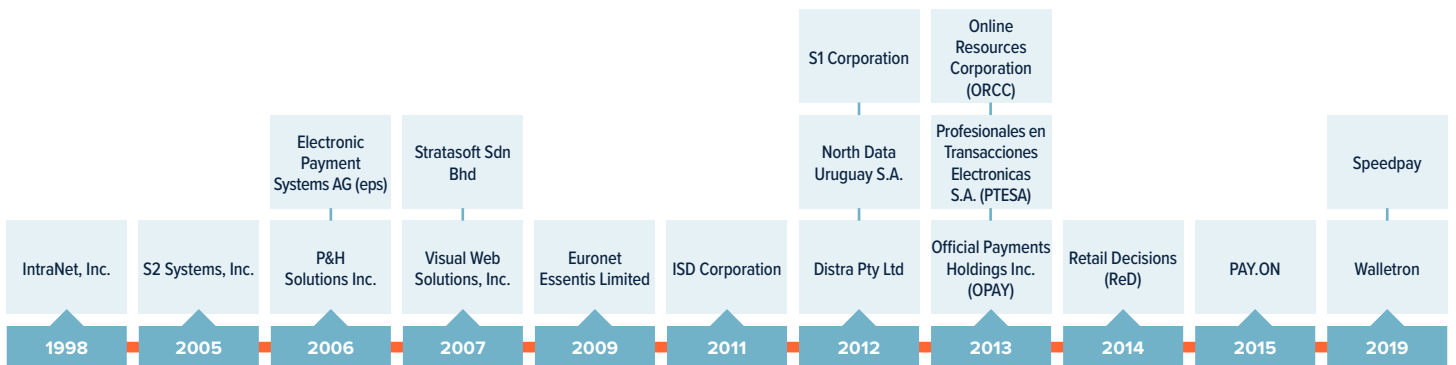 S1 Corporation
Online
Resources
Corporation
(ORCC)
Electronic
Payment
Systems AG (eps)
Stratasoft Sdn
Bhd
North Data
Uruguay S.A.
Profesionales en
Transacciones
Electronicas
S.A. (PTESA)
Speedpay
IntraNet, Inc.
S2 Systems, Inc.
P&H
Solutions Inc.
Visual Web
Solutions, Inc.
Euronet
Essentis Limited
ISD Corporation
Distra Pty Ltd
Official Payments
Holdings Inc.
(OPAY)
Retail Decisions
(ReD)
PAY.ON
Walletron
1998
2005
2006
2007
2009
2011
2012
2013
2014
2015
2019